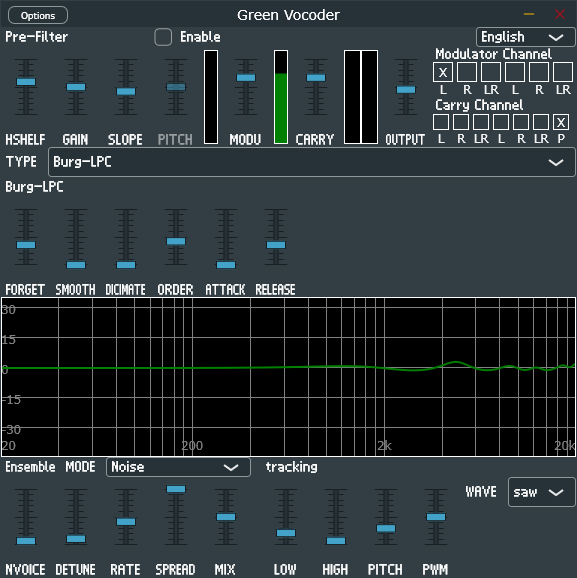 Options Green Vocoder
Pre-Filter Enable English
Modulator Channel
X
L R LR L R LR
Carry Channel
X
L R LR L R LR P
HSHELF GAIN SLOPE PITCH MODU CARRY OUTPUT
TYPE Burg-LPC
Burg-LPC
FORGET SMOOTH DICIMATE ORDER ATTACK RELEASE
30
15
0
-15
-30
20 200 2k 20k
Ensemble MODE Noise tracking
WAVE saw
NVOICE DETUNE RATE SPREAD MIX LOW HIGH PITCH PWM